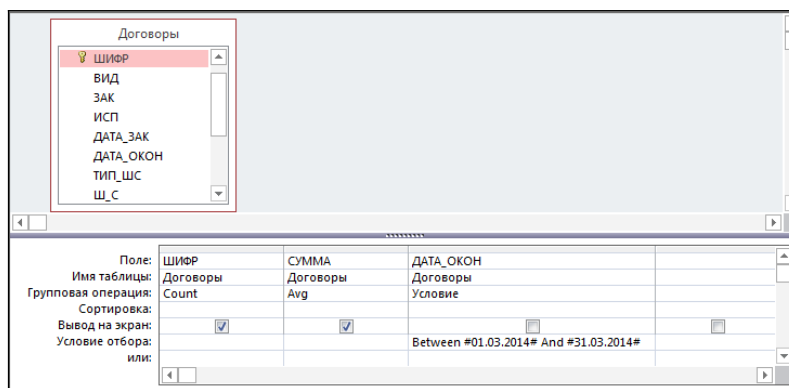 Договоры
ШИФР
ВИД
ЗАК
ИСП
ДАТА_ЗАК
ДАТА_ОКОН
ТИП_ШС
Ш_С
Поле: ШИФР СУММА ДАТА_ОКОН
Имя таблицы: Договоры Договоры Договоры
Групповая операция: Count Avg Условие
Сортировка:
Вывод на экран:
Условие отбора: Between #01.03.2014# And #31.03.2014#
или: